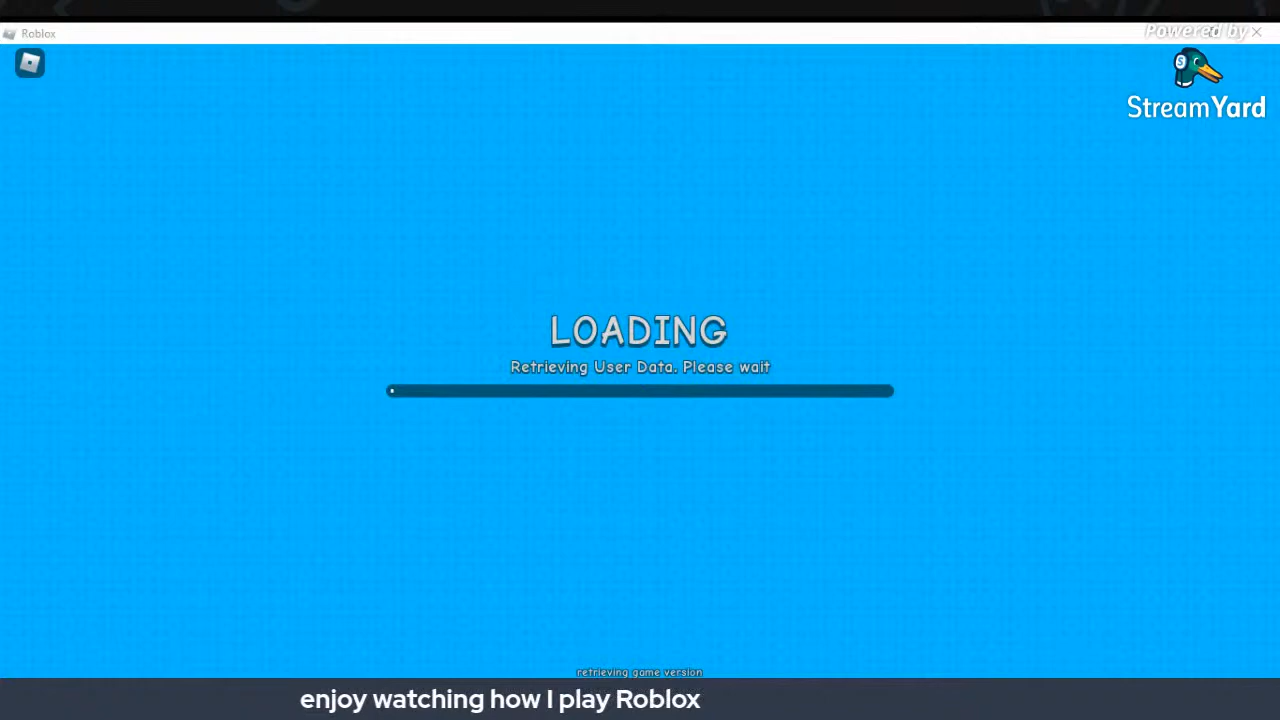 Roblox
Powered by
StreamYard
LOADING
Retrieving User Data. Please wait
retrieving game version
enjoy watching how I play Roblox